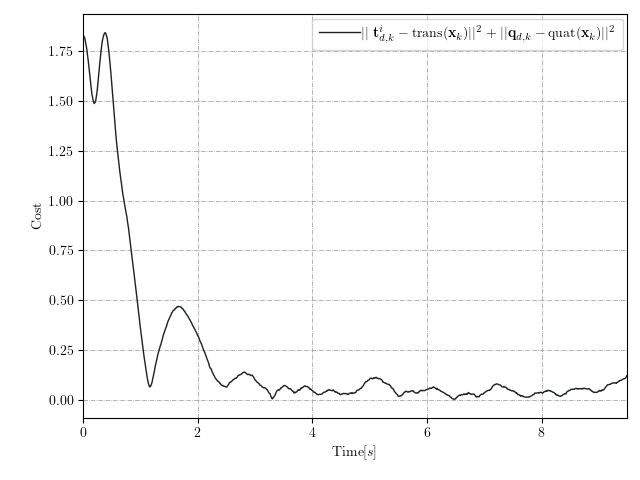 || t^i_{d,k} − trans(x_k)||^2 + ||q_{d,k} − quat(x_k)||^2
1.75
1.50
1.25
1.00
0.75
0.50
0.25
0.00
Cost
0 2 4 6 8
Time[s]